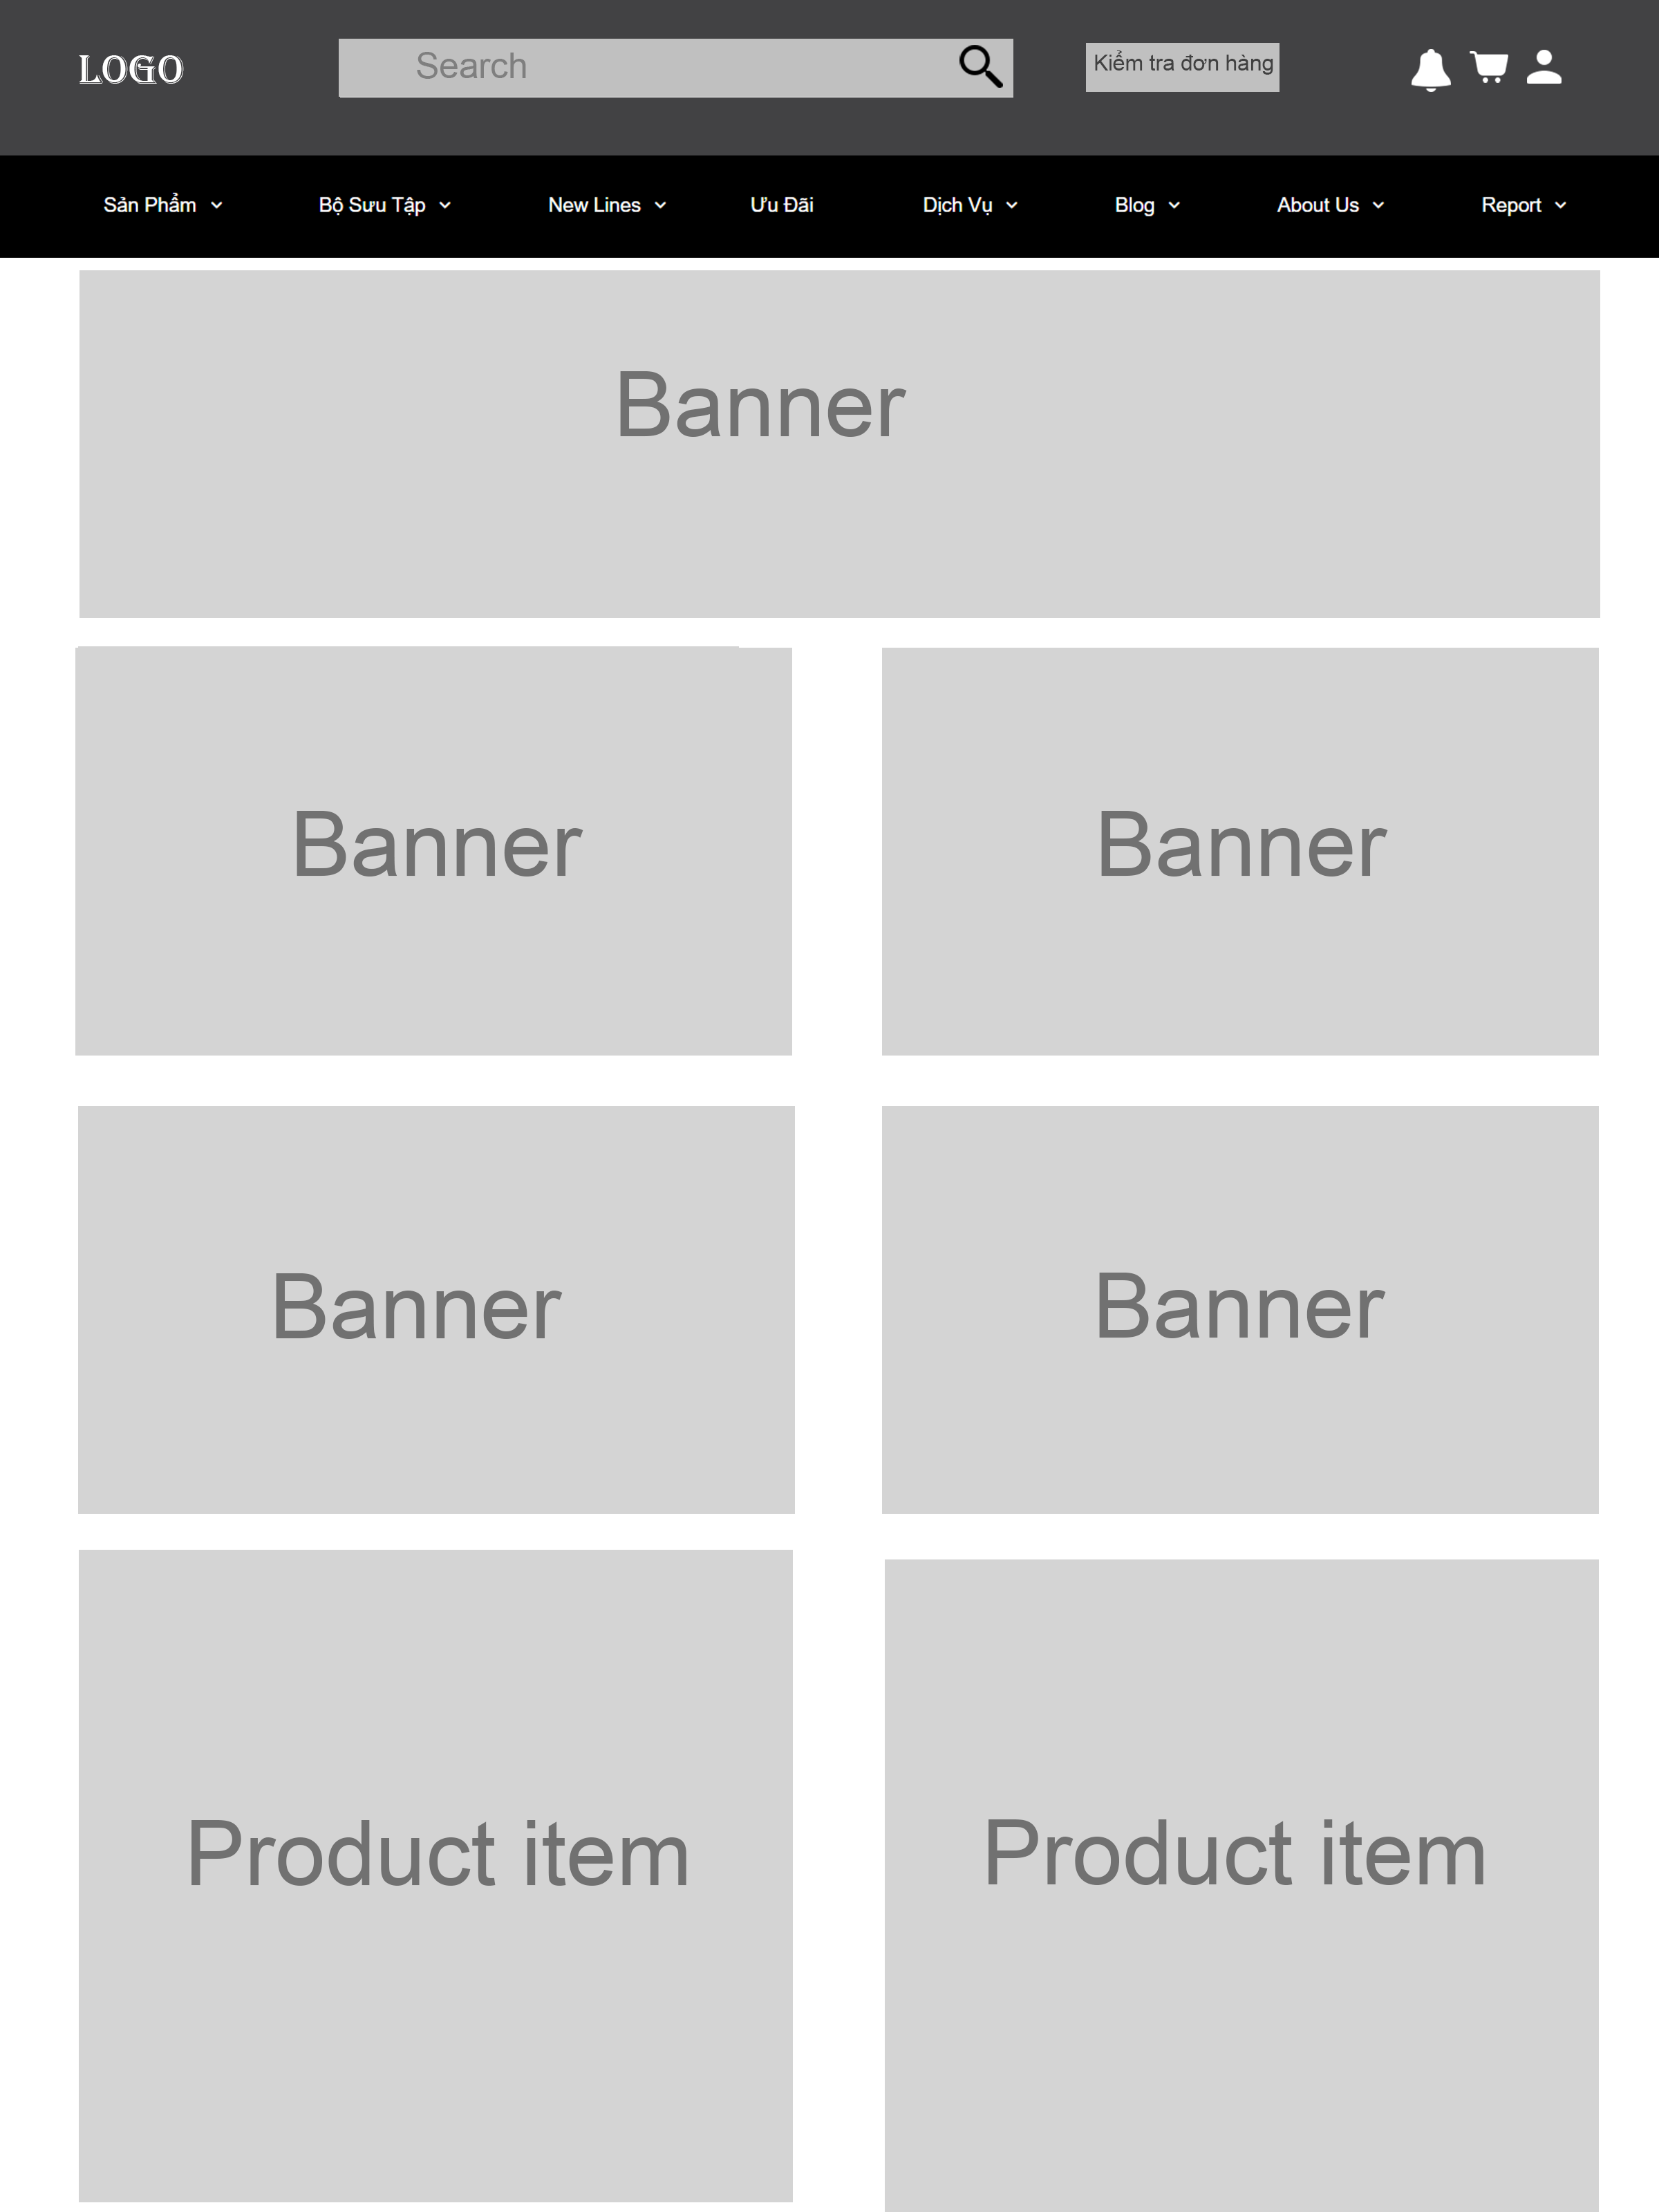 LOGO
Search
Kiểm tra đơn hàng
Sản Phẩm
Bộ Sưu Tập
New Lines
Ưu Đãi
Dịch Vụ
Blog
About Us
Report
Banner
Banner
Banner
Banner
Banner
Product item
Product item